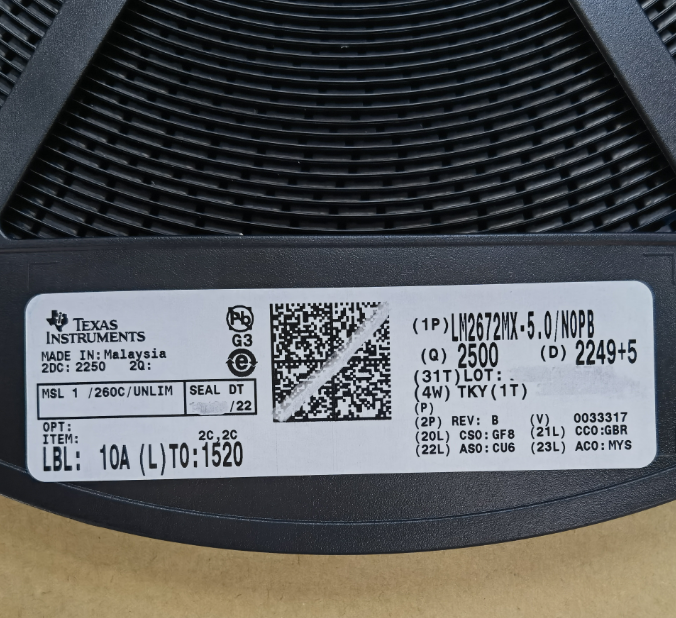 TEXAS
INSTRUMENTS
MADE IN: Malaysia
2DC: 2250 2Q:
MSL 1 /260C/UNLIM
SEAL DT
/22
OPT:
ITEM:
2C,2C
LBL: 10A (L)TO:1520
Pb
G3
e
(1P)LM2672MX-5.0/NOPB
(Q) 2500 (D) 2249+5
(31T)LOT:
(4W) TKY(1T)
(P)
(2P) REV: B (V) 0033317
(20L) CSO:GF8 (21L) CCO:GBR
(22L) ASO:CU6 (23L) ACO:MYS